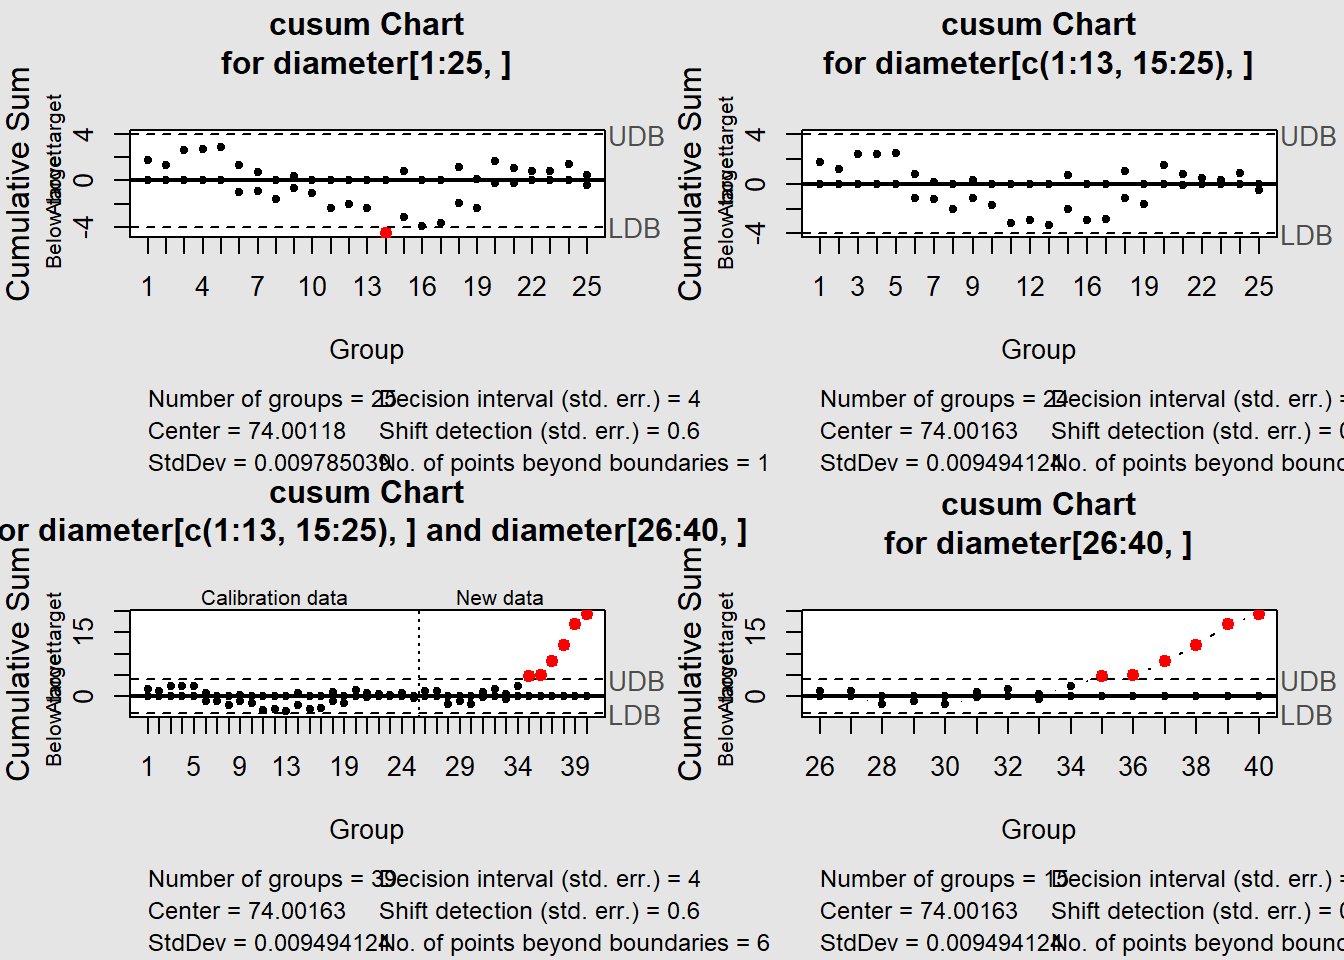 cusum Chart
for diameter[1:25, ]
Cumulative Sum
Below target
Above target
4
0
-4
UDB
LDB
1 4 7 10 13 16 19 22 25
Group
Number of groups = 25
Center = 74.00118
StdDev = 0.009785039
Decision interval (std. err.) = 4
Shift detection (std. err.) = 0.6
No. of points beyond boundaries = 1
cusum Chart
for diameter[c(1:13, 15:25), ]
Cumulative Sum
Below target
Above target
4
0
-4
UDB
LDB
1 3 5 7 9 12 16 19 22 25
Group
Number of groups = 24
Center = 74.00163
StdDev = 0.009494124
Decision interval (std. err.) =
Shift detection (std. err.) =
No. of points beyond
cusum Chart
or diameter[c(1:13, 15:25), ] and diameter[26:40, ]
Cumulative Sum
Below target
Above target
15
0
Calibration data
New data
UDB
LDB
1 5 9 13 19 24 29 34 39
Group
Number of groups = 39
Center = 74.00163
StdDev = 0.009494124
Decision interval (std. err.) = 4
Shift detection (std. err.) = 0.6
No. of points beyond boundaries = 6
cusum Chart
for diameter[26:40, ]
Cumulative Sum
Below target
Above target
15
0
UDB
LDB
26 28 30 32 34 36 38 40
Group
Number of groups = 15
Center = 74.00163
StdDev = 0.009494124
Decision interval (std. err.) =
Shift detection (std. err.) =
No. of points beyond